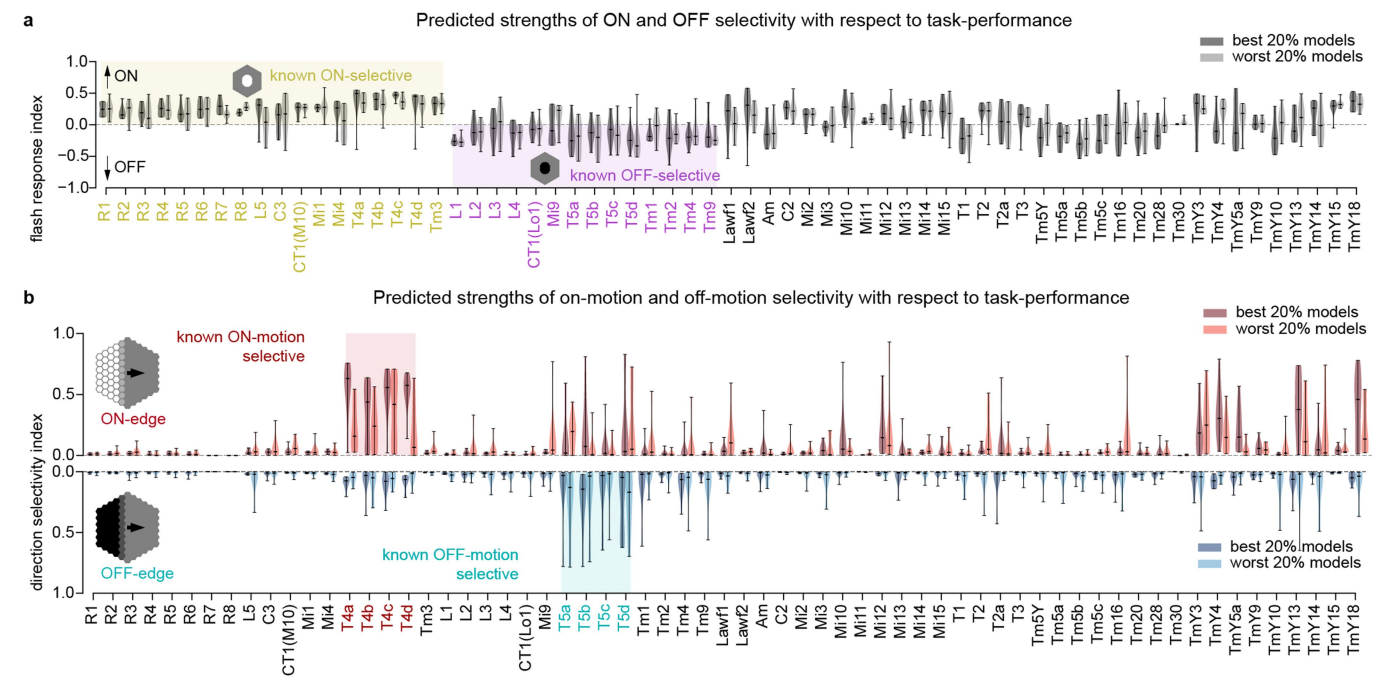 a
Predicted strengths of ON and OFF selectivity with respect to task-performance
best 20% models
worst 20% models
flash response index
1.0
0.5
0.0
−0.5
−1.0
ON
OFF
known ON-selective
known OFF-selective
R1 R2 R3 R4 R5 R6 R7 R8 L5 C3 CT1(M10) Mi1 Mi4 T4a T4b T4c T4d Tm3 L1 L2 L3 L4 CT1(Lo1) Mi9 T5a T5b T5c T5d Tm1 Tm2 Tm4 Tm9 Lawf1 Lawf2 Am C2 Mi2 Mi3 Mi10 Mi11 Mi12 Mi13 Mi14 Mi15 T1 T2 T2a T3 Tm5Y Tm5a Tm5b Tm5c Tm16 Tm20 Tm28 Tm30 TmY3 TmY4 TmY5a TmY9 TmY10 TmY13 TmY14 TmY15 TmY18
b
Predicted strengths of on-motion and off-motion selectivity with respect to task-performance
best 20% models
worst 20% models
known ON-motion
selective
direction selectivity index
1.0
0.5
0.0
0.0
0.5
1.0
ON-edge
OFF-edge
known OFF-motion
selective
best 20% models
worst 20% models
R1 R2 R3 R4 R5 R6 R7 R8 L5 C3 CT1(M10) Mi1 Mi4 T4a T4b T4c T4d Tm3 L1 L2 L3 L4 CT1(Lo1) Mi9 T5a T5b T5c T5d Tm1 Tm2 Tm4 Tm9 Lawf1 Lawf2 Am C2 Mi2 Mi3 Mi10 Mi11 Mi12 Mi13 Mi14 Mi15 T1 T2 T2a T3 Tm5Y Tm5a Tm5b Tm5c Tm16 Tm20 Tm28 Tm30 TmY3 TmY4 TmY5a TmY9 TmY10 TmY13 TmY14 TmY15 TmY18